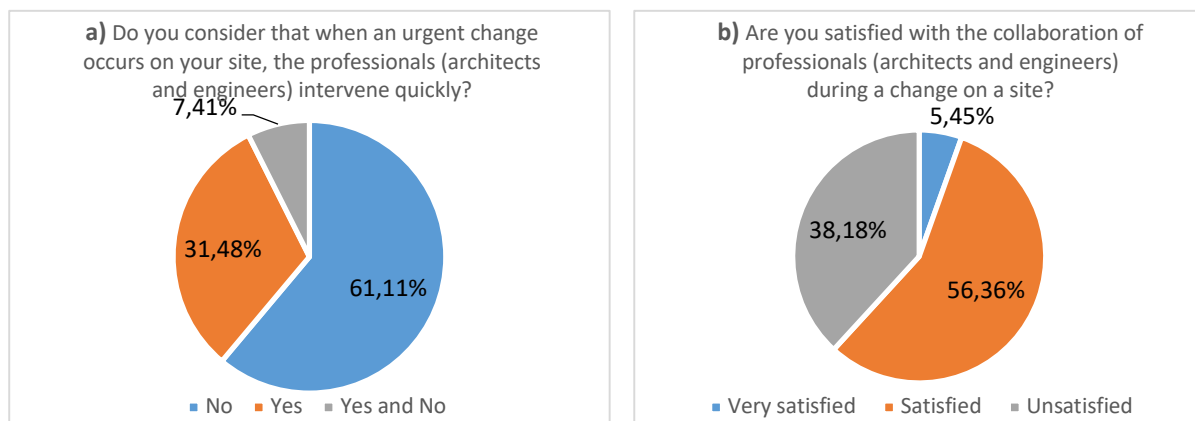 a) Do you consider that when an urgent change
occurs on your site, the professionals (architects
and engineers) intervene quickly?
7,41%
31,48%
61,11%
No Yes Yes and No
b) Are you satisfied with the collaboration of
professionals (architects and engineers)
during a change on a site?
5,45%
38,18%
56,36%
Very satisfied Satisfied Unsatisfied